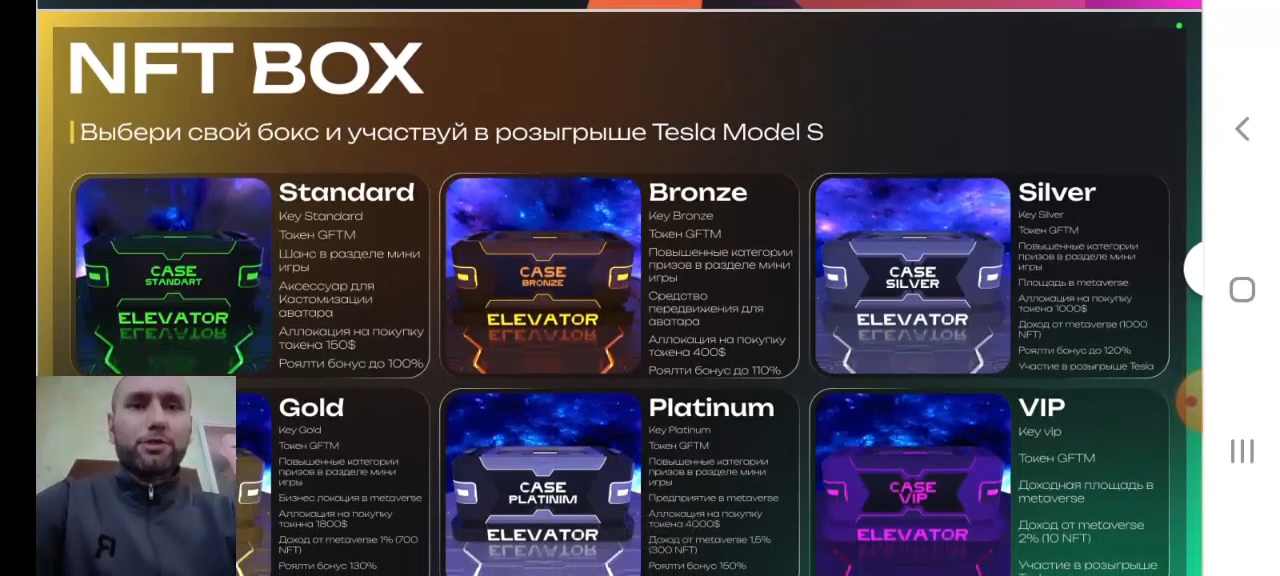 NFT BOX
Выбери свой бокс и участвуй в розыгрыше Tesla Model S
Standard
Key Standard
Токен GFTM
Шанс в разделе мини
игры
Аксессуар для
Кастомизации
аватара
Аллокация на покупку
токена 150$
Роялти бонус до 100%
CASE
STANDART
ELEVATOR
Bronze
Key Bronze
Токен GFTM
Повышенные категории
призов в разделе мини
игры
Средство
передвижения для
аватара
Аллокация на покупку
токена 400$
Роялти бонус до 110%
CASE
BRONZE
ELEVATOR
Silver
Key Silver
Токен GFTM
Повышенные категории
призов в разделе мини
игры
Площадь в metaverse
Аллокация на покупку
токена 1000$
Доход от metaverse (1000
NFT)
Роялти бонус до 120%
Участие в розыгрыше Tesla
CASE
SILVER
ELEVATOR
Gold
Key Gold
Токен GFTM
Повышенные категории
призов в разделе мини
игры
Бизнес локация в metaverse
Аллокация на покупку
токнна 1800$
Доход от metaverse 1% (700
NFT)
Роялти бонус 130%
Platinum
Key Platinum
Токен GFTM
Повышенные категории
призов в разделе мини
игры
Предприятие в metaverse
Аллокация на покупку
токена 4000$
Доход от metaverse 1,5%
(300 NFT)
Роялти бонус 150%
CASE
PLATINIM
ELEVATOR
VIP
Key vip
Токен GFTM
Доходная площадь в
metaverse
Доход от metaverse
2% (10 NFT)
Участие в розыгрыше
CASE
VIP
ELEVATOR